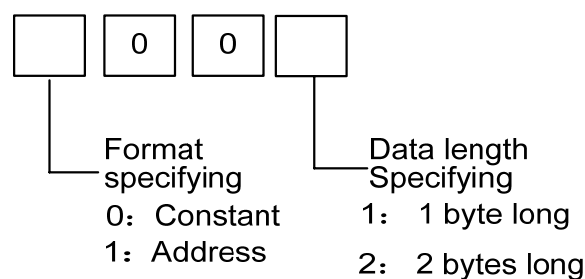 0 0
Format
specifying
0：Constant
1：Address
Data length
Specifying
1： 1 byte long
2： 2 bytes long